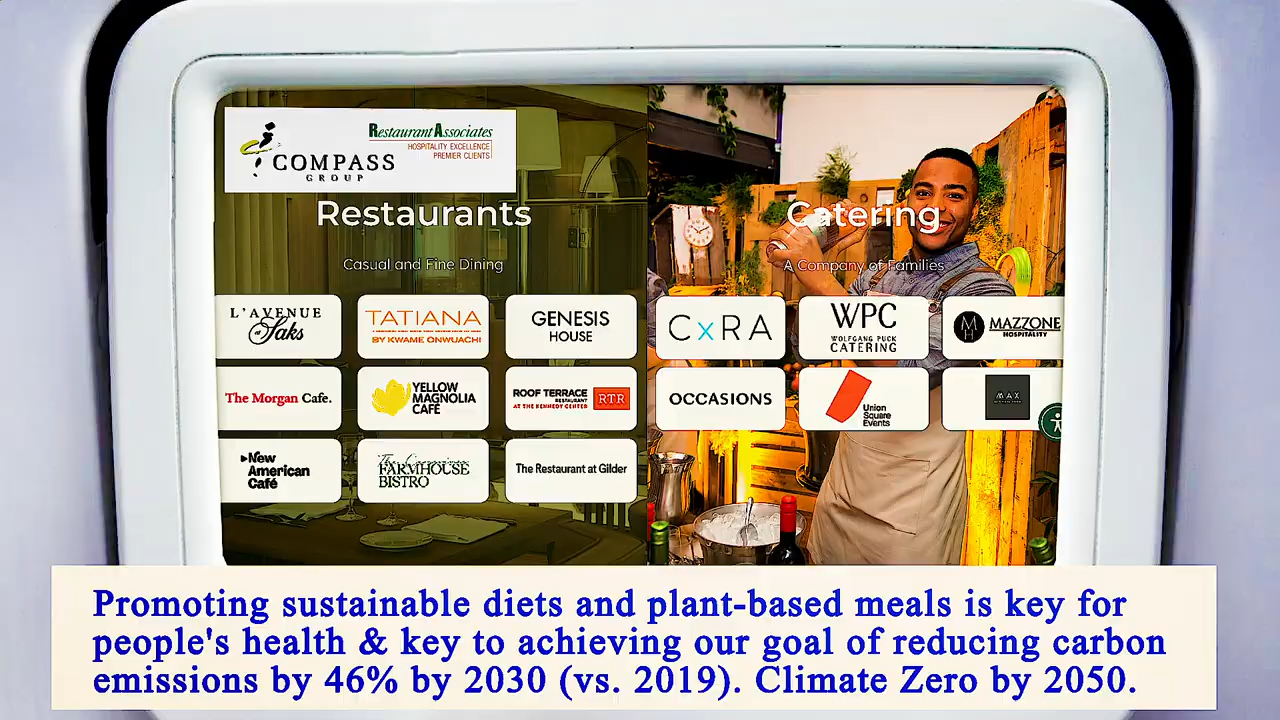 COMPASS
GROUP
Restaurant Associates
HOSPITALITY EXCELLENCE
PREMIER CLIENTS
Restaurants
Casual and Fine Dining
L'AVENUE
at Saks
TATIANA
BY KWAME ONWUACHI
GENESIS
HOUSE
The Morgan Cafe.
YELLOW
MAGNOLIA
CAFÉ
ROOF TERRACE
RESTAURANT
AT THE KENNEDY CENTER
RTR
New
American
Café
FARMHOUSE
BISTRO
The Restaurant at Gilder
Catering
A Company of Families
CxRA
WPC
WOLFGANG PUCK
CATERING
MH
MAZZONE
HOSPITALITY
OCCASIONS
Union
Square
Events
MAX
Promoting sustainable diets and plant-based meals is key for
people's health & key to achieving our goal of reducing carbon
emissions by 46% by 2030 (vs. 2019). Climate Zero by 2050.